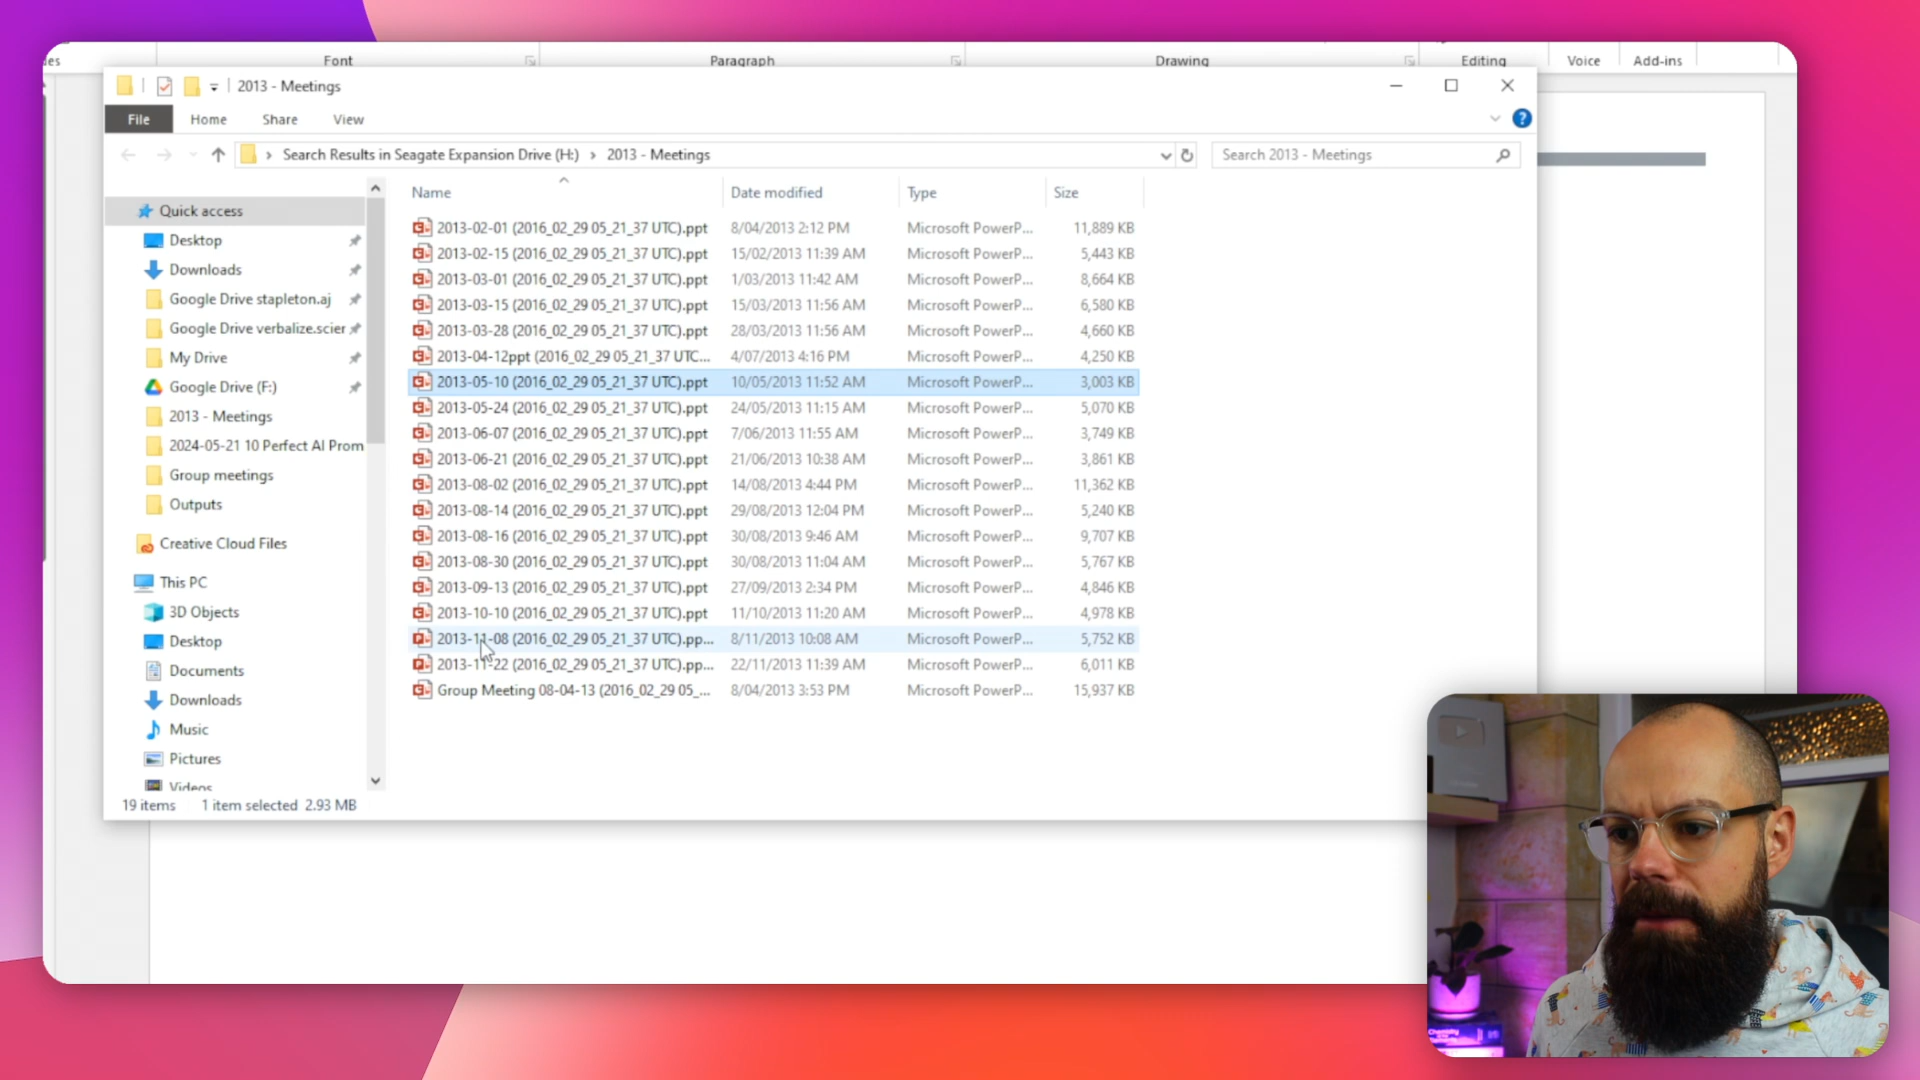 des Font Paragraph Drawing Editing Voice Add-ins
2013 - Meetings
File Home Share View
Search Results in Seagate Expansion Drive (H:) › 2013 - Meetings Search 2013 - Meetings
Name Date modified Type Size
Quick access
Desktop
Downloads
Google Drive stapleton.aj
Google Drive verbalize.scier
My Drive
Google Drive (F:)
2013 - Meetings
2024-05-21 10 Perfect AI Prom
Group meetings
Outputs
Creative Cloud Files
This PC
3D Objects
Desktop
Documents
Downloads
Music
Pictures
Videos
2013-02-01 (2016_02_29 05_21_37 UTC).ppt 8/04/2013 2:12 PM Microsoft PowerP... 11,889 KB
2013-02-15 (2016_02_29 05_21_37 UTC).ppt 15/02/2013 11:39 AM Microsoft PowerP... 5,443 KB
2013-03-01 (2016_02_29 05_21_37 UTC).ppt 1/03/2013 11:42 AM Microsoft PowerP... 8,664 KB
2013-03-15 (2016_02_29 05_21_37 UTC).ppt 15/03/2013 11:56 AM Microsoft PowerP... 6,580 KB
2013-03-28 (2016_02_29 05_21_37 UTC).ppt 28/03/2013 11:56 AM Microsoft PowerP... 4,660 KB
2013-04-12ppt (2016_02_29 05_21_37 UTC... 4/07/2013 4:16 PM Microsoft PowerP... 4,250 KB
2013-05-10 (2016_02_29 05_21_37 UTC).ppt 10/05/2013 11:52 AM Microsoft PowerP... 3,003 KB
2013-05-24 (2016_02_29 05_21_37 UTC).ppt 24/05/2013 11:15 AM Microsoft PowerP... 5,070 KB
2013-06-07 (2016_02_29 05_21_37 UTC).ppt 7/06/2013 11:55 AM Microsoft PowerP... 3,749 KB
2013-06-21 (2016_02_29 05_21_37 UTC).ppt 21/06/2013 10:38 AM Microsoft PowerP... 3,861 KB
2013-08-02 (2016_02_29 05_21_37 UTC).ppt 14/08/2013 4:44 PM Microsoft PowerP... 11,362 KB
2013-08-14 (2016_02_29 05_21_37 UTC).ppt 29/08/2013 12:04 PM Microsoft PowerP... 5,240 KB
2013-08-16 (2016_02_29 05_21_37 UTC).ppt 30/08/2013 9:46 AM Microsoft PowerP... 9,707 KB
2013-08-30 (2016_02_29 05_21_37 UTC).ppt 30/08/2013 11:04 AM Microsoft PowerP... 5,767 KB
2013-09-13 (2016_02_29 05_21_37 UTC).ppt 27/09/2013 2:34 PM Microsoft PowerP... 4,846 KB
2013-10-10 (2016_02_29 05_21_37 UTC).ppt 11/10/2013 11:20 AM Microsoft PowerP... 4,978 KB
2013-11-08 (2016_02_29 05_21_37 UTC).pp... 8/11/2013 10:08 AM Microsoft PowerP... 5,752 KB
2013-11-22 (2016_02_29 05_21_37 UTC).pp... 22/11/2013 11:39 AM Microsoft PowerP... 6,011 KB
Group Meeting 08-04-13 (2016_02_29 05_... 8/04/2013 3:53 PM Microsoft PowerP... 15,937 KB
19 items 1 item selected 2.93 MB
Chemistry